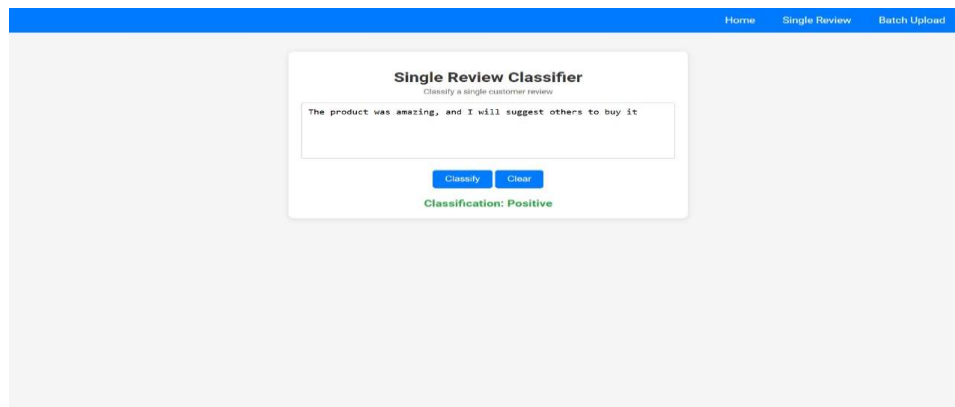 Home Single Review Batch Upload
Single Review Classifier
Classify a single customer review
The product was amazing, and I will suggest others to buy it
Classify Clear
Classification: Positive